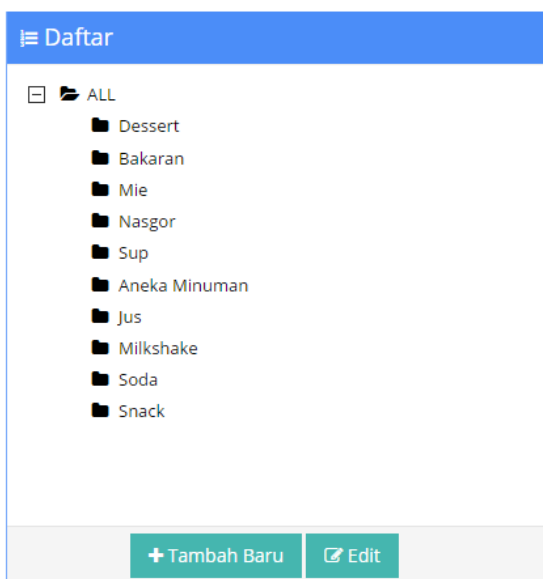 Daftar
ALL
Dessert
Bakaran
Mie
Nasgor
Sup
Aneka Minuman
Jus
Milkshake
Soda
Snack
Tambah Baru Edit